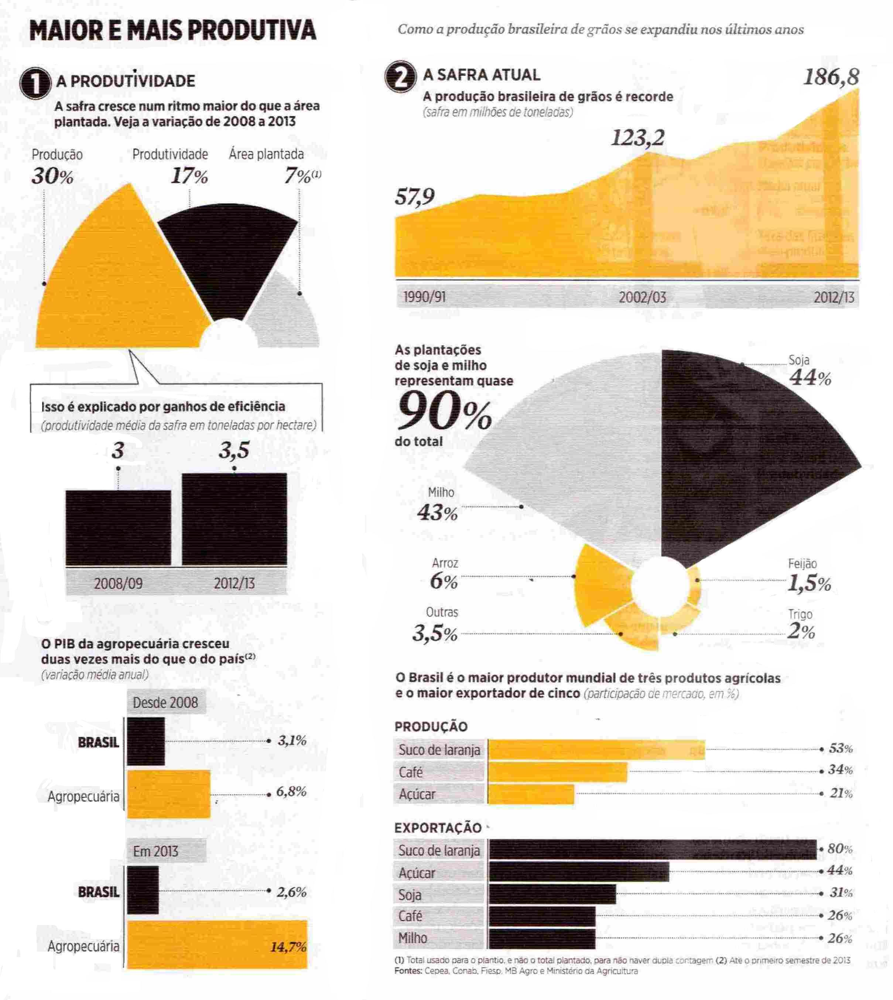 MAIOR E MAIS PRODUTIVA
Como a produção brasileira de grãos se expandiu nos últimos anos
1 A PRODUTIVIDADE
A safra cresce num ritmo maior do que a área
plantada. Veja a variação de 2008 a 2013
Produção
30%
Produtividade
17%
Área plantada
7%(1)
Isso é explicado por ganhos de eficiência
(produtividade média da safra em toneladas por hectare)
3
3,5
2008/09
2012/13
O PIB da agropecuária cresceu
duas vezes mais do que o do país(2)
(variação média anual)
Desde 2008
BRASIL 3,1%
Agropecuária 6,8%
Em 2013
BRASIL 2,6%
Agropecuária 14,7%
2 A SAFRA ATUAL
A produção brasileira de grãos é recorde
(safra em milhões de toneladas)
57,9
123,2
186,8
1990/91
2002/03
2012/13
As plantações
de soja e milho
representam quase
90%
do total
Soja
44%
Milho
43%
Arroz
6%
Outras
3,5%
Feijão
1,5%
Trigo
2%
O Brasil é o maior produtor mundial de três produtos agrícolas
e o maior exportador de cinco (participação de mercado, em %)
PRODUÇÃO
Suco de laranja 53%
Café 34%
Açúcar 21%
EXPORTAÇÃO
Suco de laranja 80%
Açúcar 44%
Soja 31%
Café 26%
Milho 26%
(1) Total usado para o plantio, e não o total plantado, para não haver dupla contagem (2) Até o primeiro semestre de 2013
Fontes: Cepea, Conab, Fiesp, MB Agro e Ministério da Agricultura